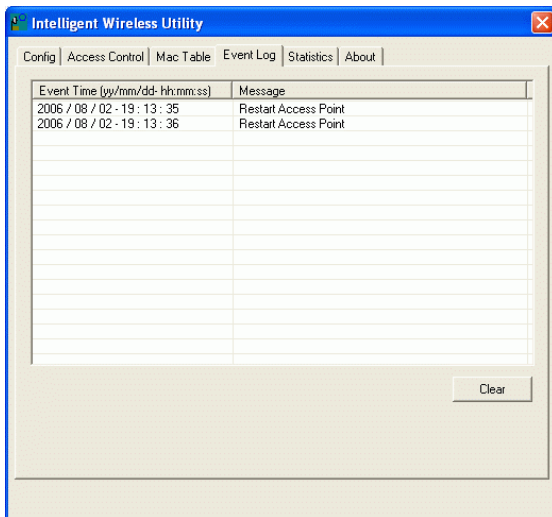 Intelligent Wireless Utility
Config Access Control Mac Table Event Log Statistics About
Event Time (yy/mm/dd- hh:mm:ss) Message
2006 / 08 / 02 - 19 : 13 : 35 Restart Access Point
2006 / 08 / 02 - 19 : 13 : 36 Restart Access Point
Clear